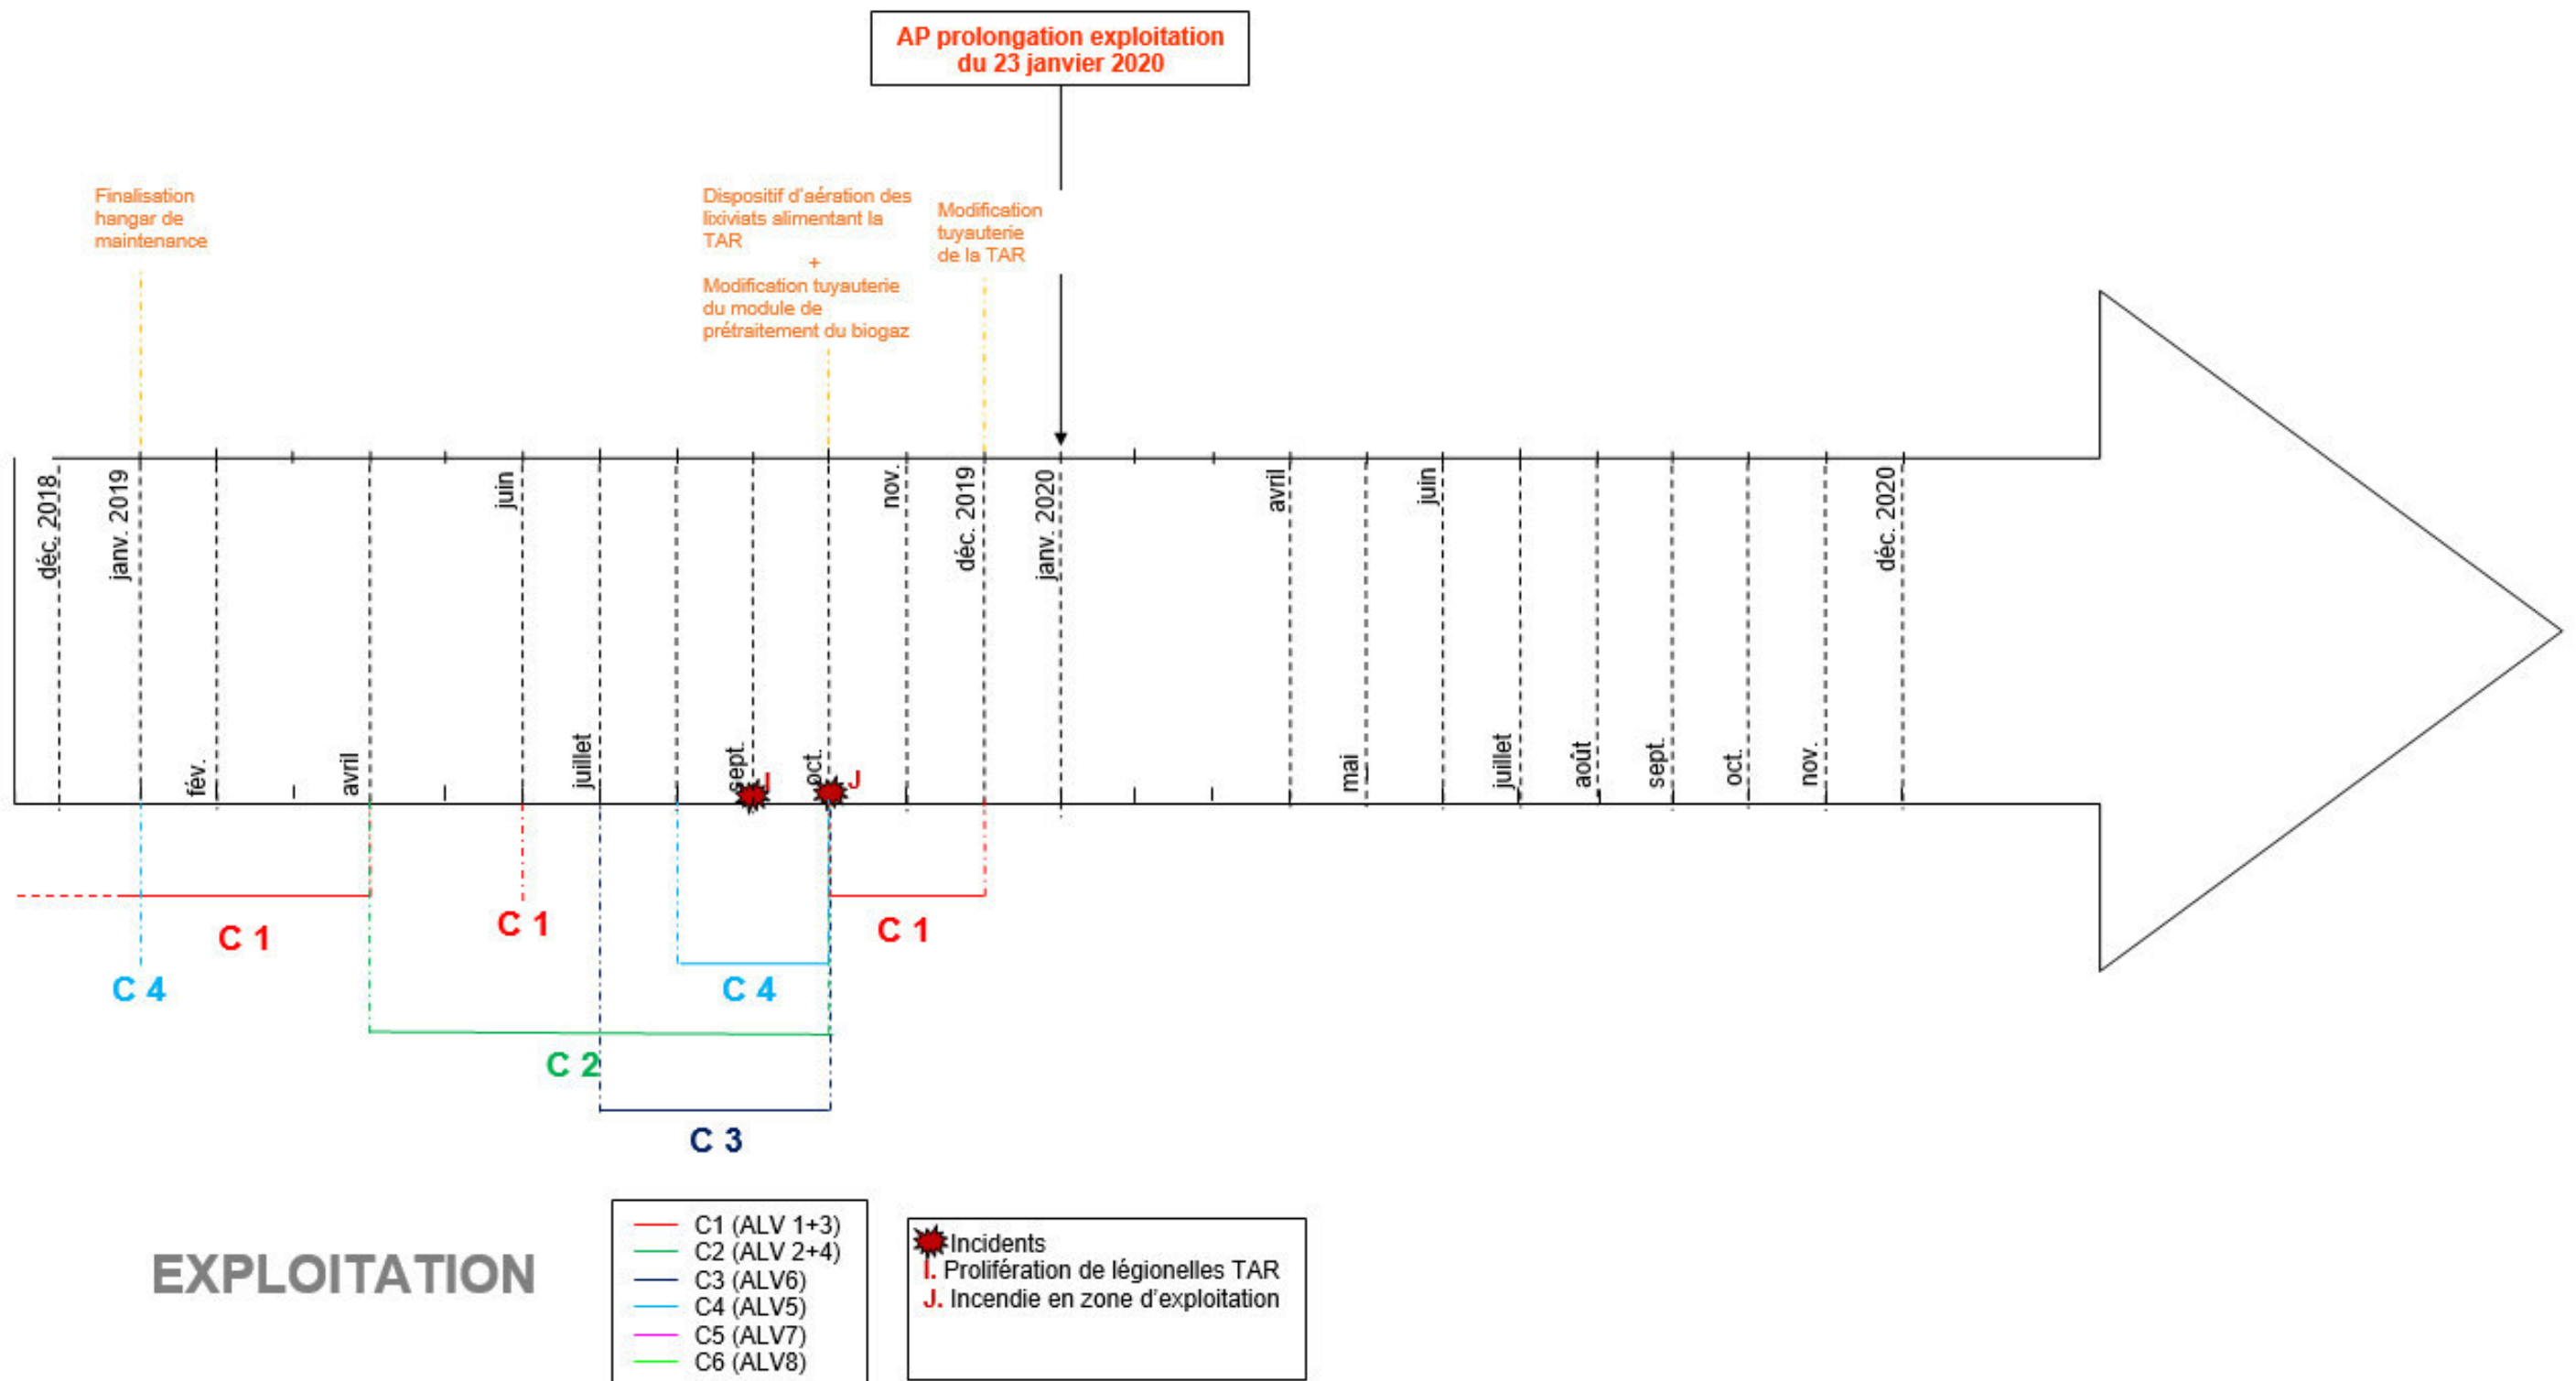 AP prolongation exploitation
du 23 janvier 2020
Finalisation
hangar de
maintenance
Dispositif d'aération des
lixiviats alimentant la
TAR
+
Modification tuyauterie
du module de
prétraitement du biogaz
Modification
tuyauterie
de la TAR
déc. 2018
janv. 2019
fév.
avril
juin
juillet
sept.
oct.
nov.
déc. 2019
janv. 2020
avril
mai
juin
juillet
août
sept.
oct.
nov.
déc. 2020
J
J
C 1
C 1
C 1
C 4
C 4
C 2
C 3
EXPLOITATION
C1 (ALV 1+3)
C2 (ALV 2+4)
C3 (ALV6)
C4 (ALV5)
C5 (ALV7)
C6 (ALV8)
Incidents
I. Prolifération de légionelles TAR
J. Incendie en zone d'exploitation